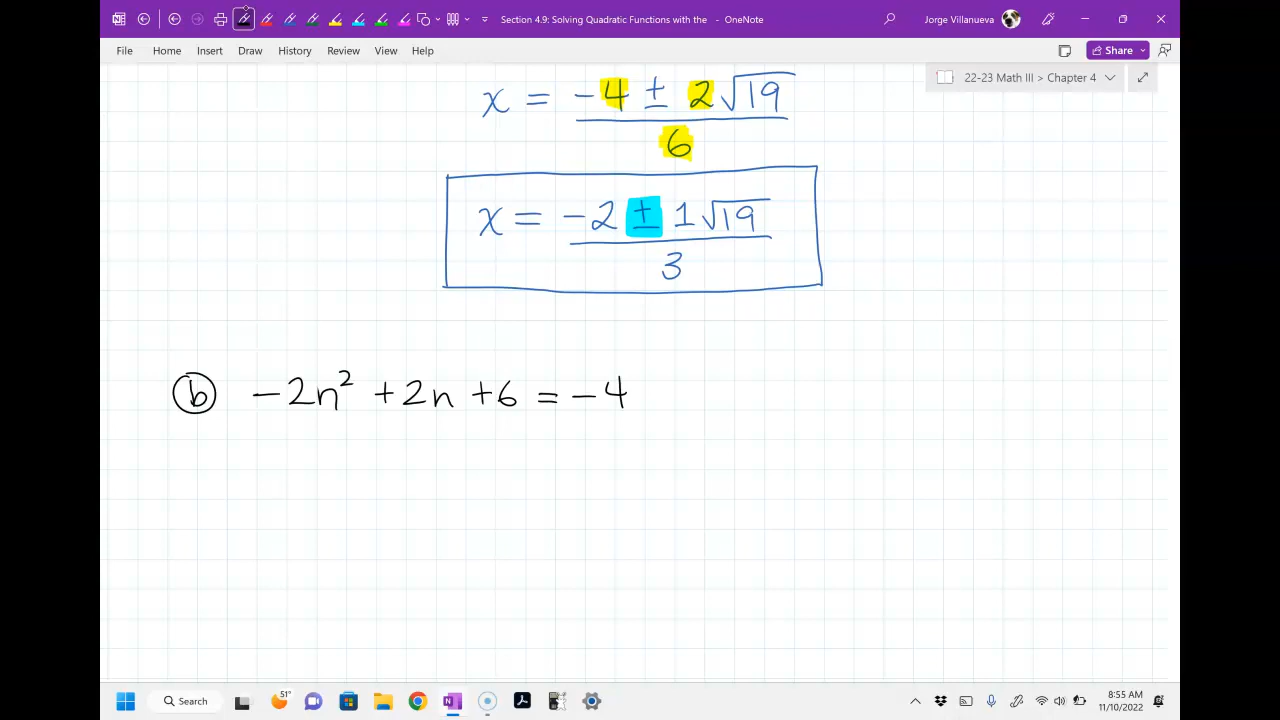 Section 4.9: Solving Quadratic Functions with the - OneNote
Jorge Villanueva
File Home Insert Draw History Review View Help
Share
22-23 Math III > Chapter 4
x = -4 ± 2√19
6
x = -2 ± 1√19
3
b -2n² + 2n + 6 = -4
51°
Search
8:55 AM
11/10/2022